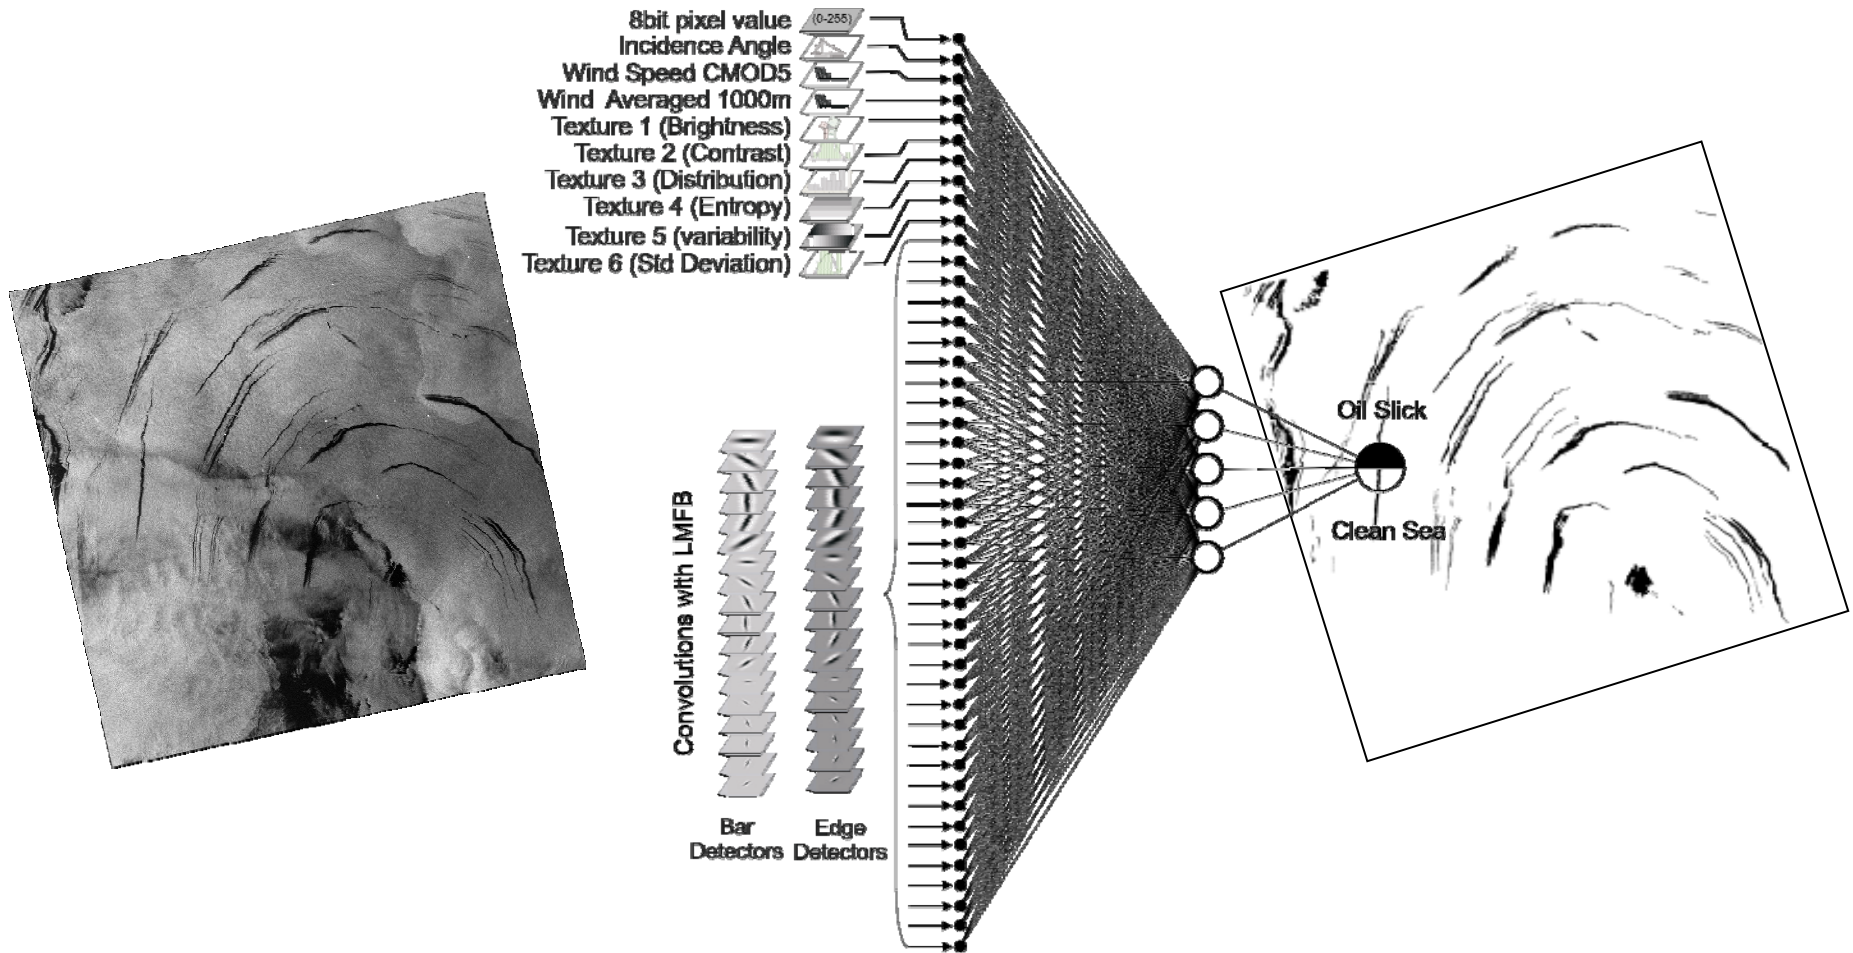 8bit pixel value
(0-255)
Incidence Angle
Wind Speed CMOD5
Wind Averaged 1000m
Texture 1 (Brightness)
Texture 2 (Contrast)
Texture 3 (Distribution)
Texture 4 (Entropy)
Texture 5 (variability)
Texture 6 (Std Deviation)
Convolutions with LMFB
Bar
Detectors
Edge
Detectors
Oil Slick
Clean Sea